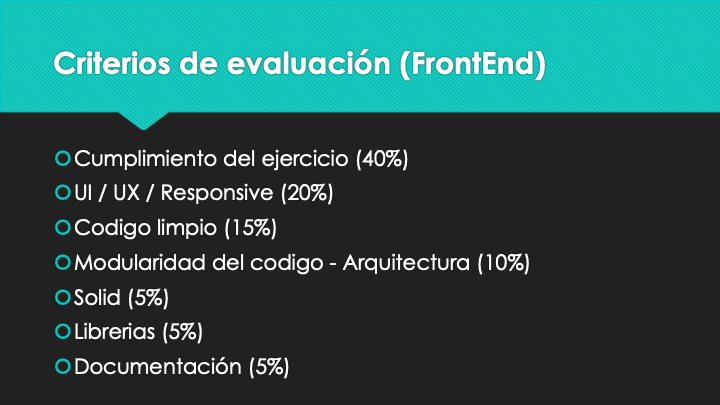 Criterios de evaluación (FrontEnd)
Cumplimiento del ejercicio (40%)
UI / UX / Responsive (20%)
Codigo limpio (15%)
Modularidad del codigo - Arquitectura (10%)
Solid (5%)
Librerias (5%)
Documentación (5%)